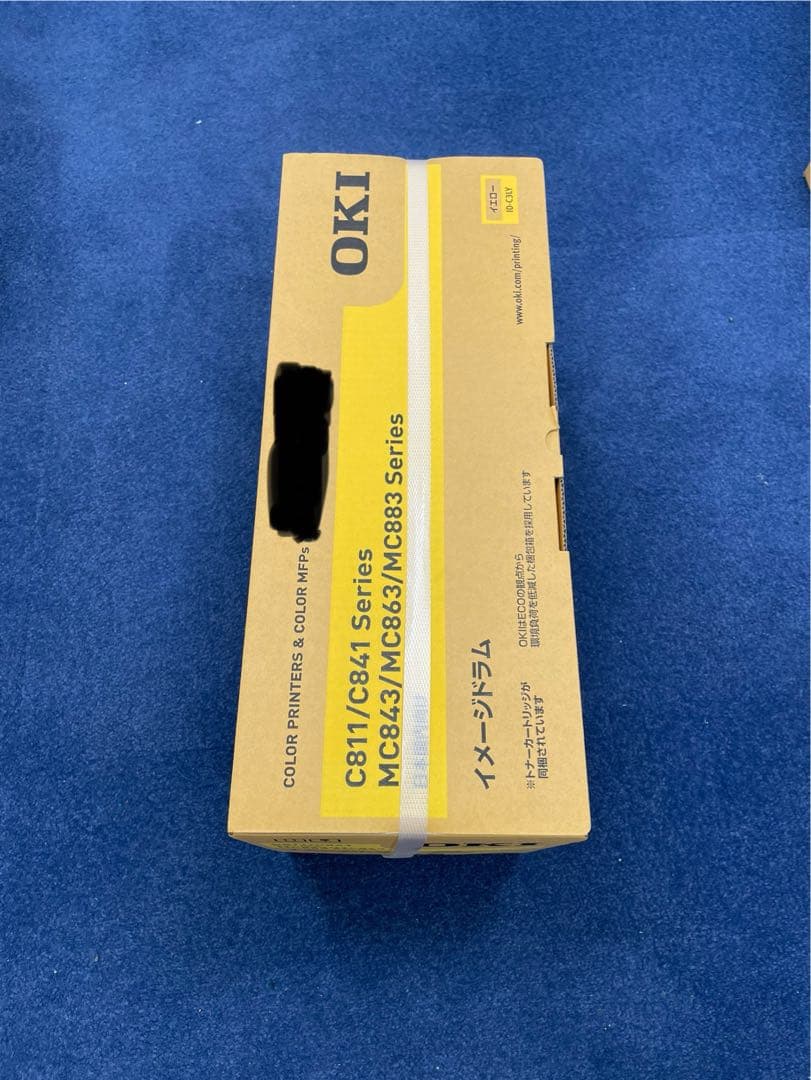 OKI
イエロー
ID-C3LY
www.oki.com/printing/
COLOR PRINTERS & COLOR MFPs
C811/C841 Series
MC843/MC863/MC883 Series
イメージドラム
※トナーカートリッジが
同梱されています
OKIはECOの観点から
環境負荷を低減した梱包箱を採用しています
OKI